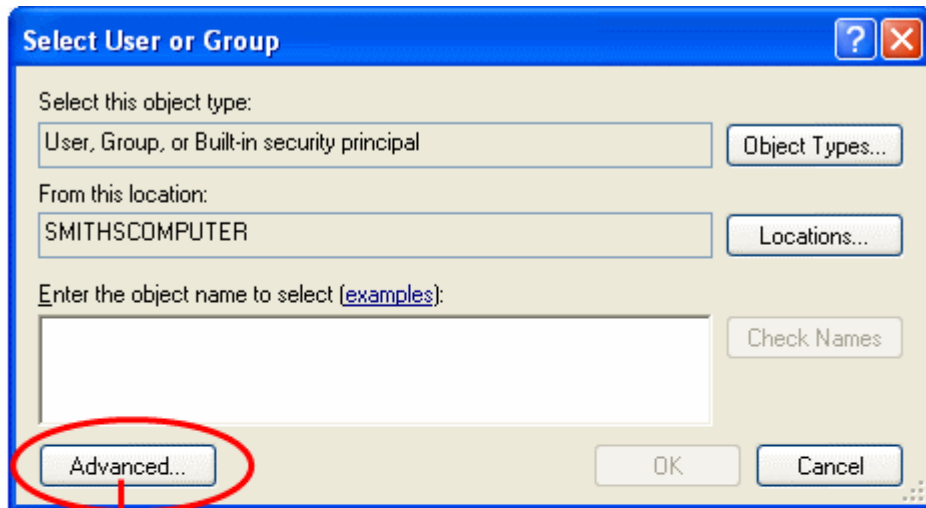 Select User or Group
Select this object type:
User, Group, or Built-in security principal
Object Types...
From this location:
SMITHSCOMPUTER
Locations...
Enter the object name to select (examples):
Check Names
Advanced...
OK
Cancel